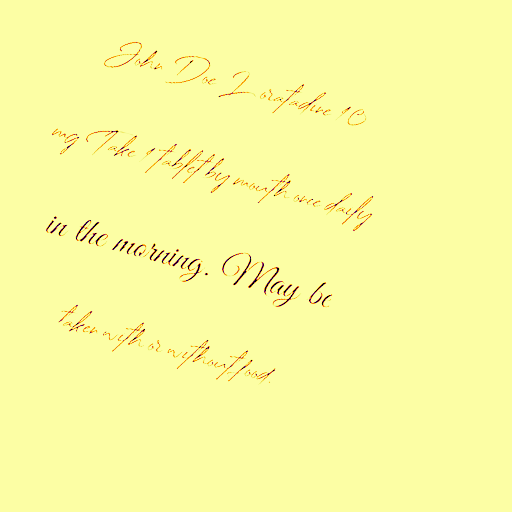 John Doe Loratadine 10
mg Take 1 tablet by mouth once daily
in the morning. May be
taken with or without food.